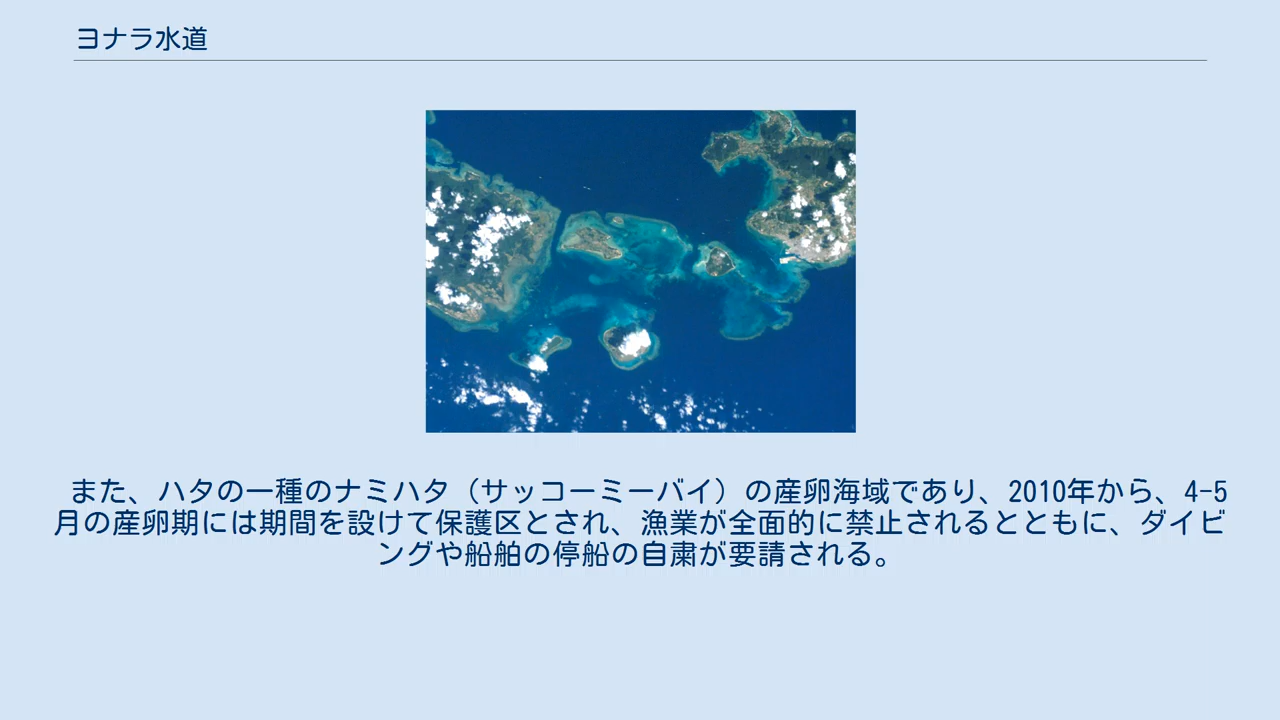 ヨナラ水道
また、ハタの一種のナミハタ（サッコーミーバイ）の産卵海域であり、2010年から、4-5
月の産卵期には期間を設けて保護区とされ、漁業が全面的に禁止されるとともに、ダイビ
ングや船舶の停船の自粛が要請される。